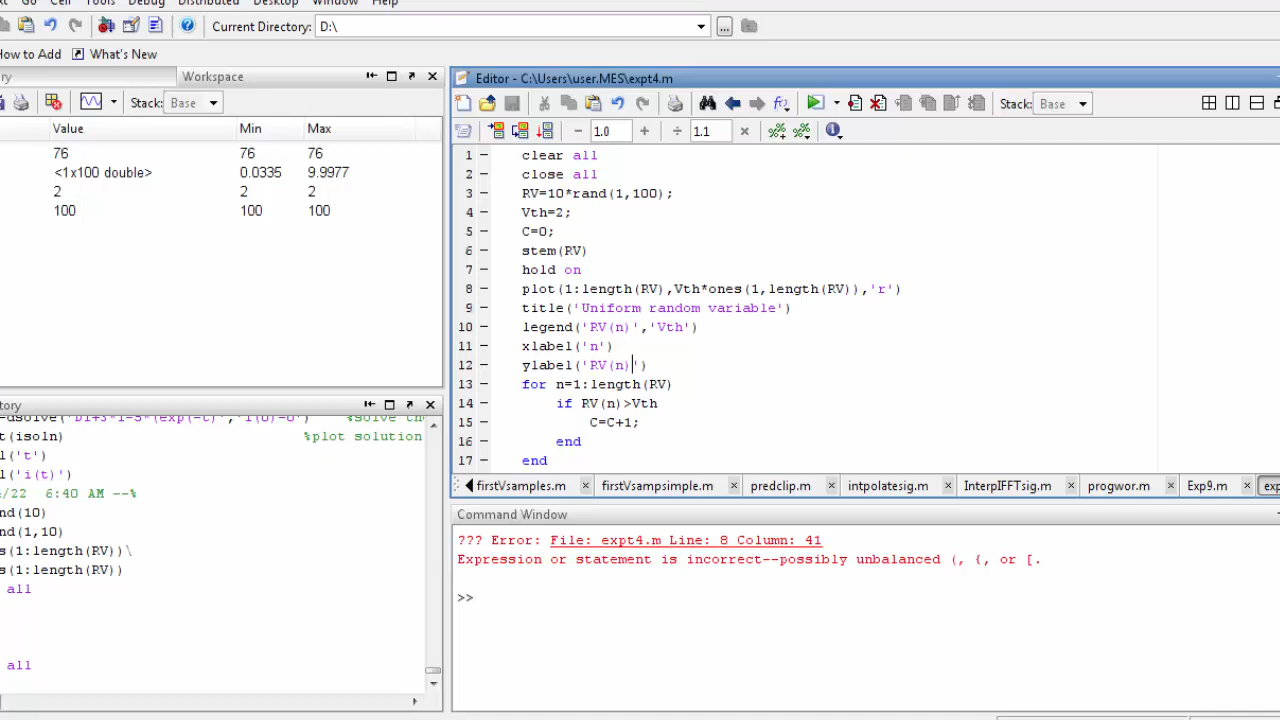 Go Cell Tools Debug Distributed Desktop Window Help
Current Directory: D:\
How to Add What's New
Workspace
Stack: Base
Value Min Max
76 76 76
<1x100 double> 0.0335 9.9977
2 2 2
100 100 100
Editor - C:\Users\user.MES\expt4.m
Stack: Base
1.0 1.1
1 clear all
2 close all
3 RV=10*rand(1,100);
4 Vth=2;
5 C=0;
6 stem(RV)
7 hold on
8 plot(1:length(RV),Vth*ones(1,length(RV)),'r')
9 title('Uniform random variable')
10 legend('RV(n)','Vth')
11 xlabel('n')
12 ylabel('RV(n)')
13 for n=1:length(RV)
14 if RV(n)>Vth
15 C=C+1;
16 end
17 end
firstVsamples.m firstVsampsimple.m predclip.m intpolatesig.m InterpIFFTsig.m progwor.m Exp9.m exp
tory
t(isoln) %plot solution
l('t')
l('i(t)')
/22 6:40 AM --%
nd(10)
nd(1,10)
s(1:length(RV))\
s(1:length(RV))
all
all
Command Window
??? Error: File: expt4.m Line: 8 Column: 41
Expression or statement is incorrect--possibly unbalanced (, {, or [.
>>